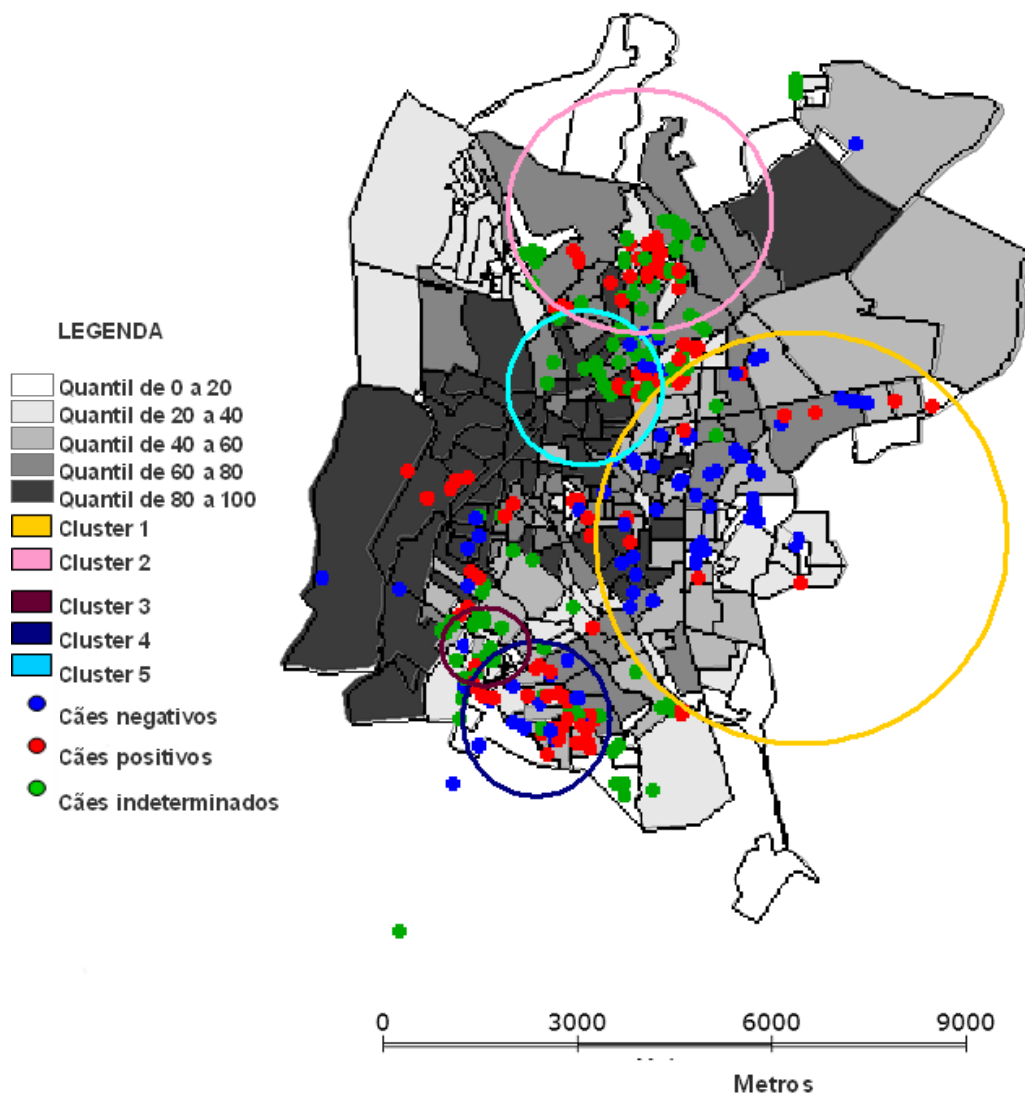 LEGENDA
Quantil de 0 a 20
Quantil de 20 a 40
Quantil de 40 a 60
Quantil de 60 a 80
Quantil de 80 a 100
Cluster 1
Cluster 2
Cluster 3
Cluster 4
Cluster 5
Cães negativos
Cães positivos
Cães indeterminados
0 3000 6000 9000
Metros